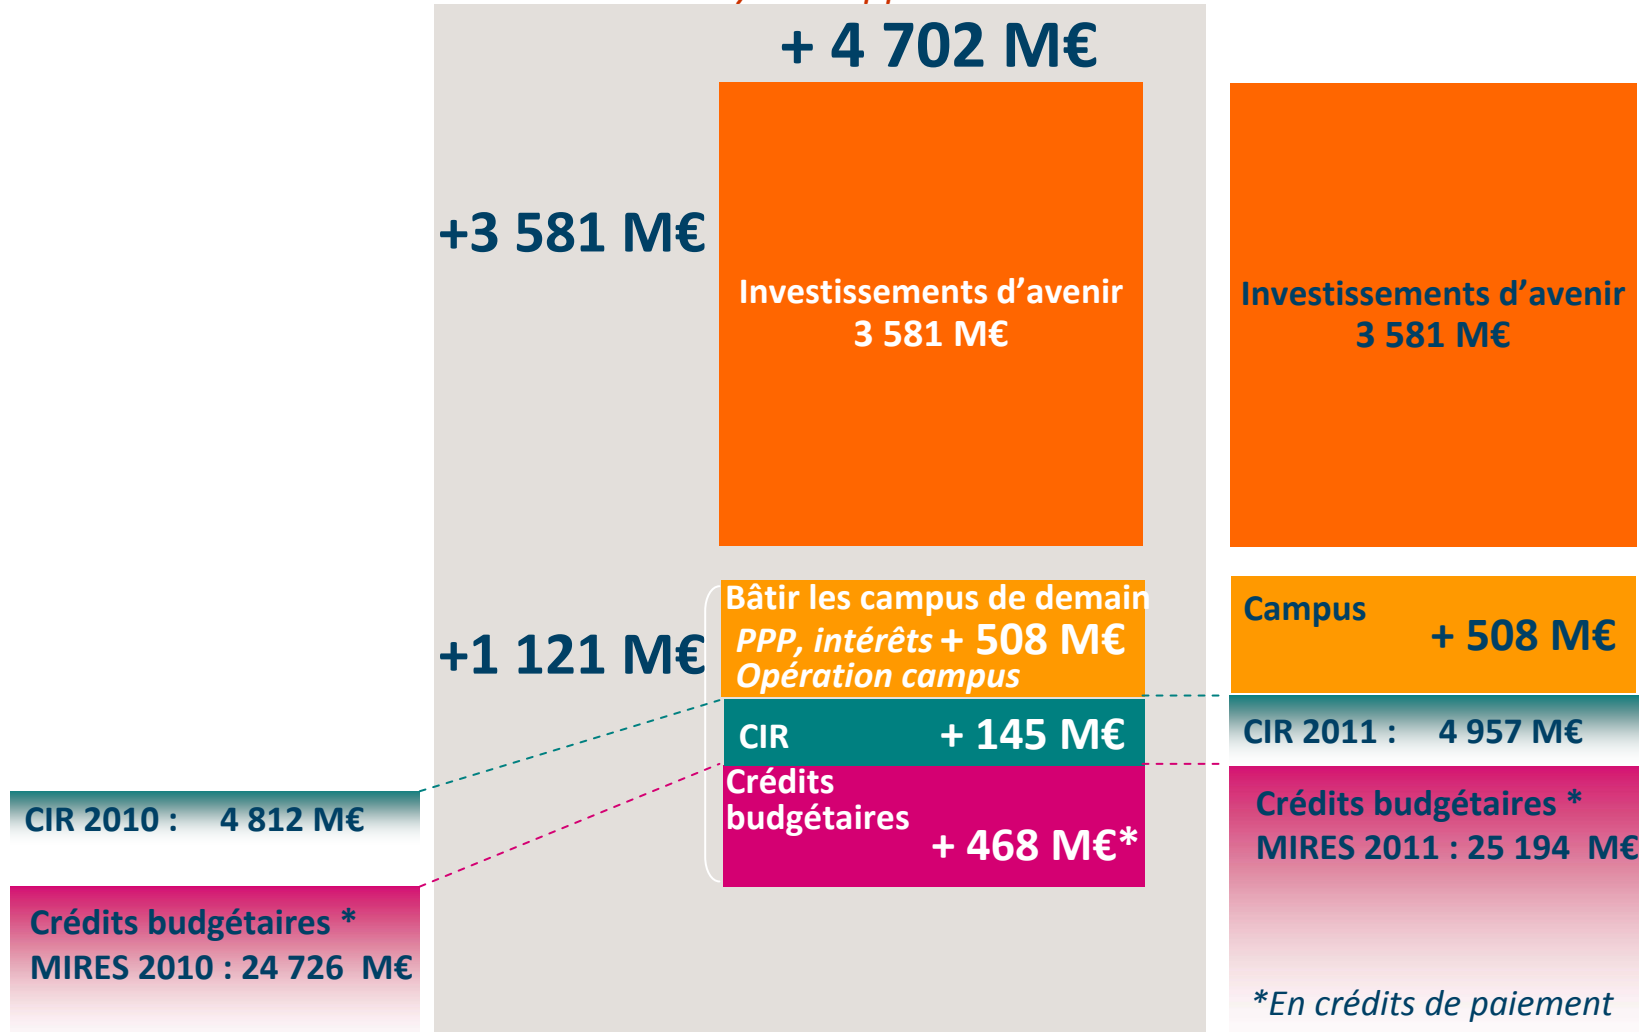 + 4 702 M€
+3 581 M€
Investissements d’avenir
3 581 M€
Investissements d’avenir
3 581 M€
+1 121 M€
Bâtir les campus de demain
PPP, intérêts + 508 M€
Opération campus
Campus
+ 508 M€
CIR + 145 M€
CIR 2011 : 4 957 M€
CIR 2010 : 4 812 M€
Crédits
budgétaires
+ 468 M€*
Crédits budgétaires *
MIRES 2011 : 25 194 M€
Crédits budgétaires *
MIRES 2010 : 24 726 M€
*En crédits de paiement